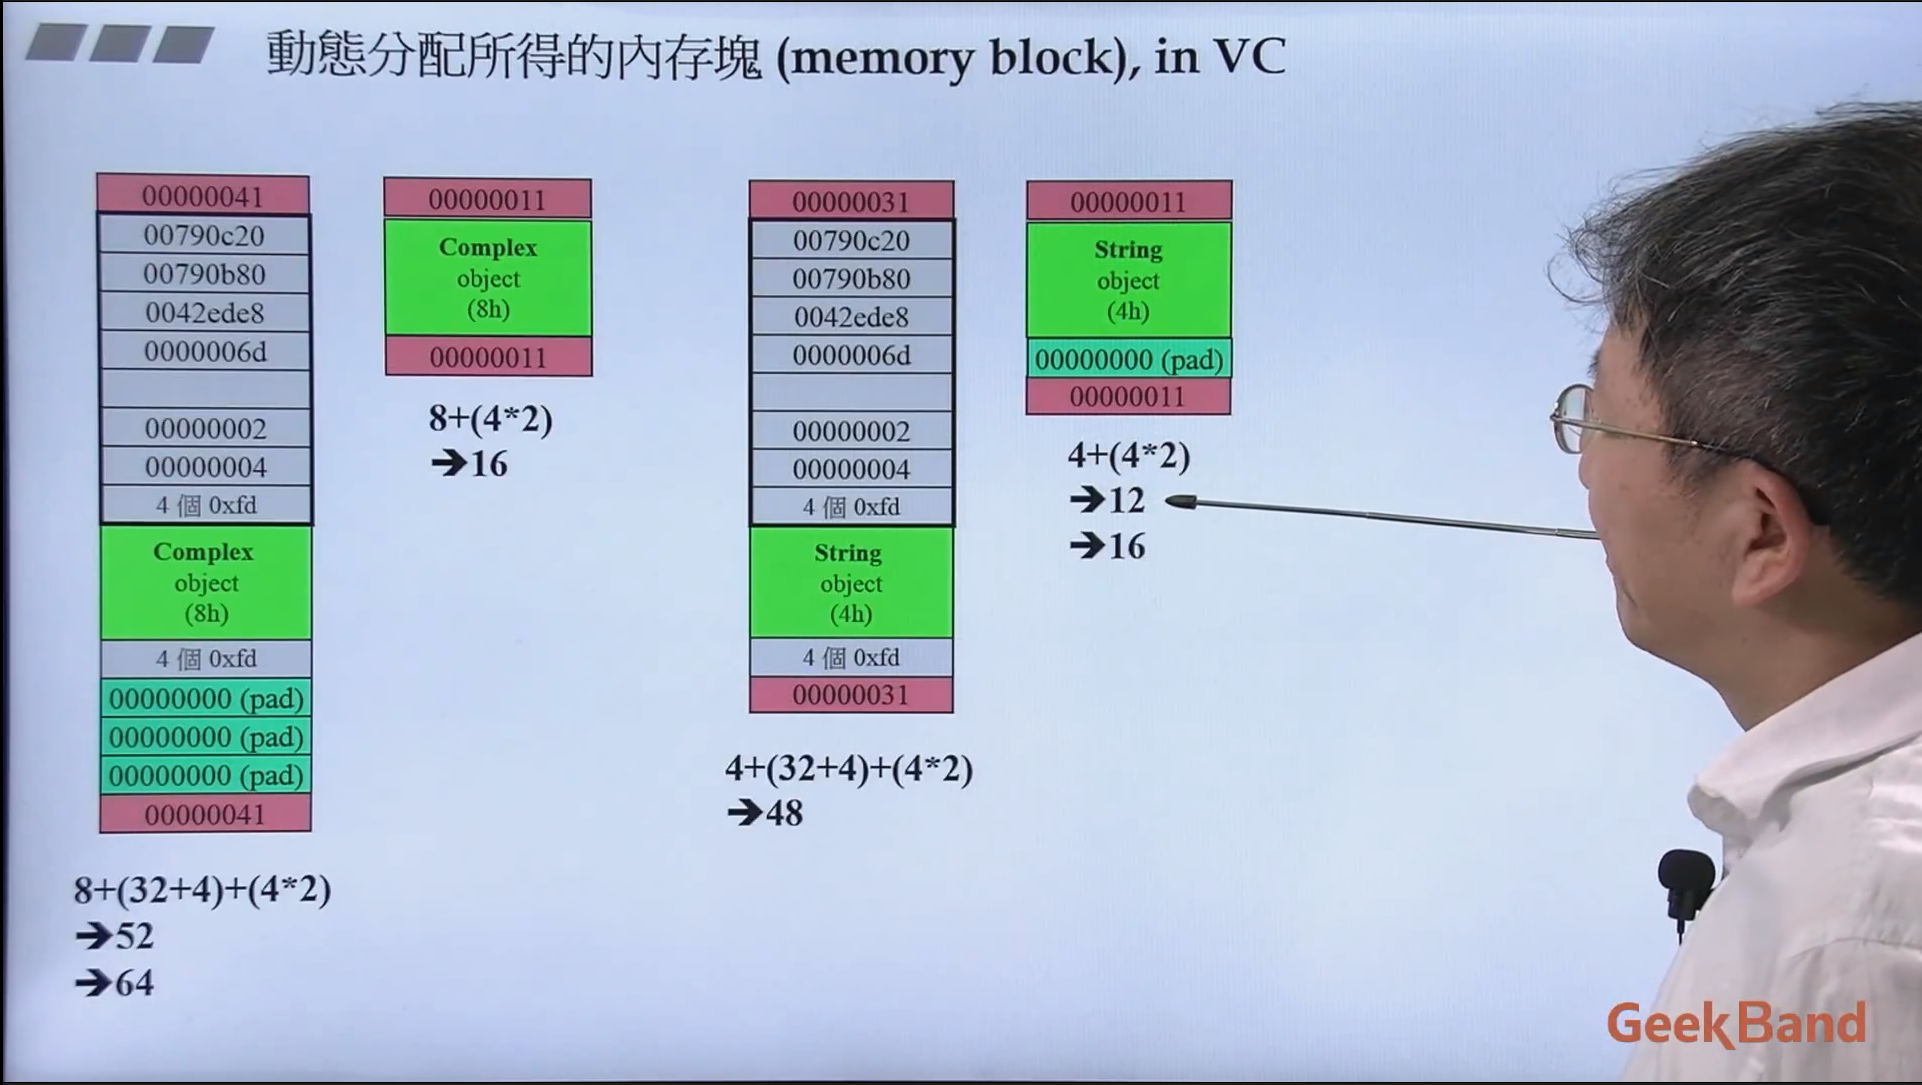 動態分配所得的內存塊 (memory block), in VC
00000041
00790c20
00790b80
0042ede8
0000006d
00000002
00000004
4 個 0xfd
Complex
object
(8h)
4 個 0xfd
00000000 (pad)
00000000 (pad)
00000000 (pad)
00000041
8+(32+4)+(4*2)
➔52
➔64
00000011
Complex
object
(8h)
00000011
8+(4*2)
➔16
00000031
00790c20
00790b80
0042ede8
0000006d
00000002
00000004
4 個 0xfd
String
object
(4h)
4 個 0xfd
00000031
4+(32+4)+(4*2)
➔48
00000011
String
object
(4h)
00000000 (pad)
00000011
4+(4*2)
➔12
➔16
GeekBand